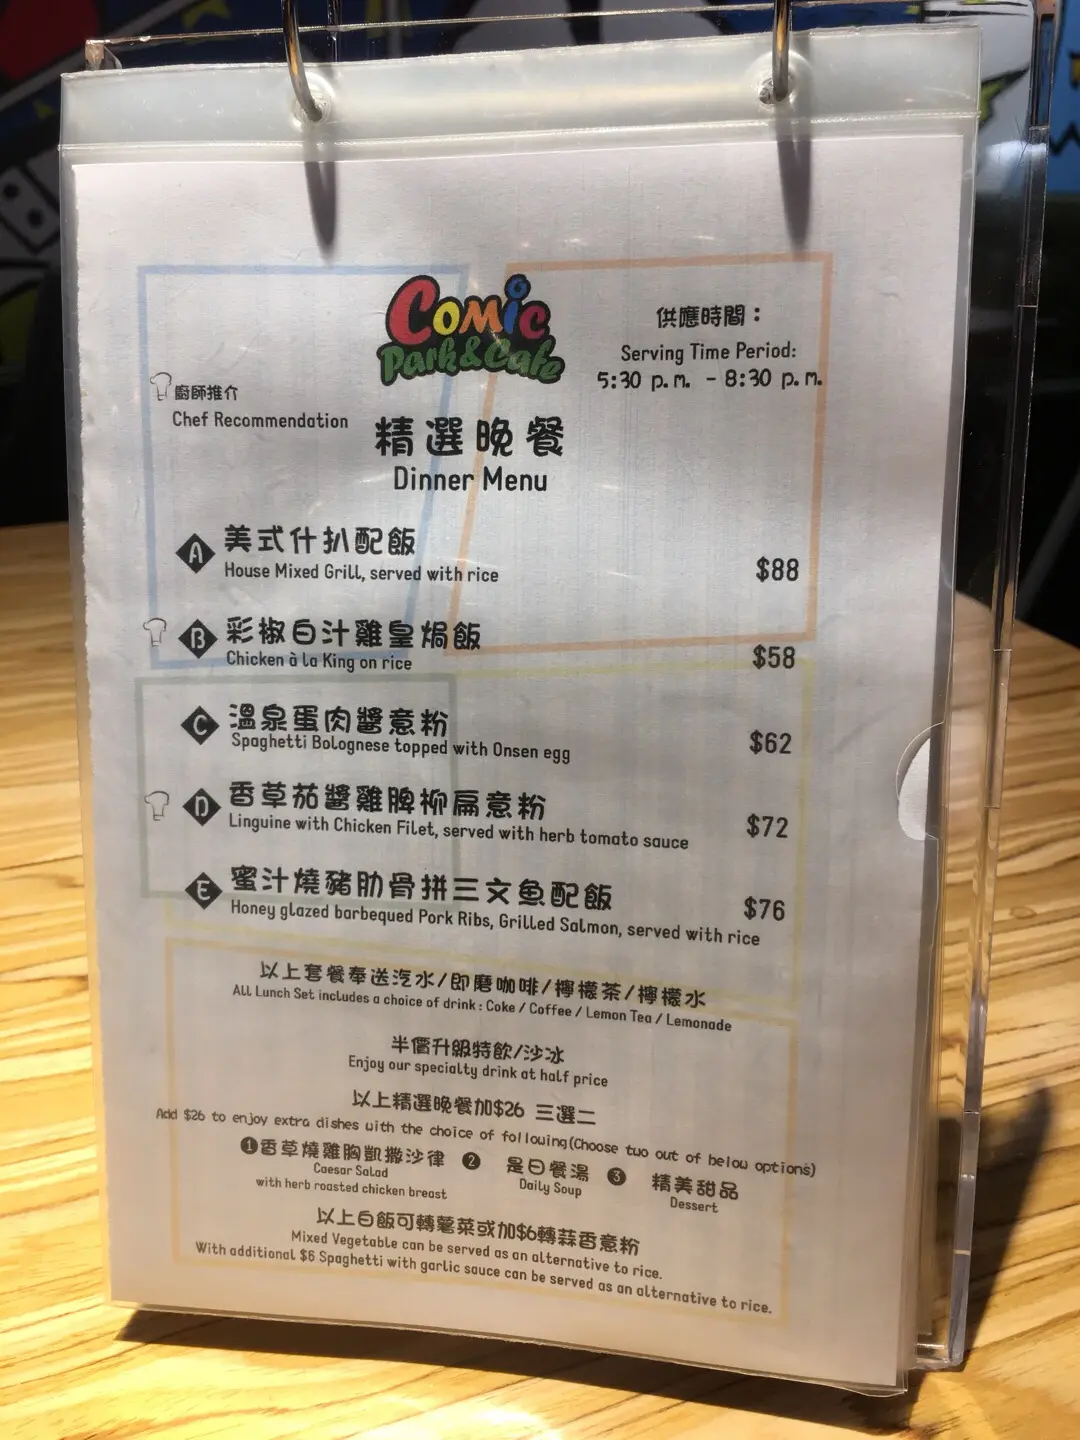 Comic
Park & Cafe
供應時間：
Serving Time Period:
5:30 p.m. - 8:30 p.m.
廚師推介
Chef Recommendation
精選晚餐
Dinner Menu
A 美式什扒配飯
House Mixed Grill, served with rice $88
B 彩椒白汁雞皇焗飯
Chicken à la King on rice $58
C 溫泉蛋肉醬意粉
Spaghetti Bolognese topped with Onsen egg $62
D 香草茄醬雞脾柳扁意粉
Linguine with Chicken Filet, served with herb tomato sauce $72
E 蜜汁燒豬肋骨拼三文魚配飯
Honey glazed barbequed Pork Ribs, Grilled Salmon, served with rice $76
以上套餐奉送汽水/即磨咖啡/檸檬茶/檸檬水
All Lunch Set includes a choice of drink : Coke / Coffee / Lemon Tea / Lemonade
半價升級特飲/沙冰
Enjoy our specialty drink at half price
以上精選晚餐加$26 三選二
Add $26 to enjoy extra dishes with the choice of following(Choose two out of below options)
❶香草燒雞胸凱撒沙律 ❷ 是日餐湯 ❸ 精美甜品
Caesar Salad Daily Soup Dessert
with herb roasted chicken breast
以上白飯可轉薯菜或加$6轉蒜香意粉
Mixed Vegetable can be served as an alternative to rice.
With additional $6 Spaghetti with garlic sauce can be served as an alternative to rice.